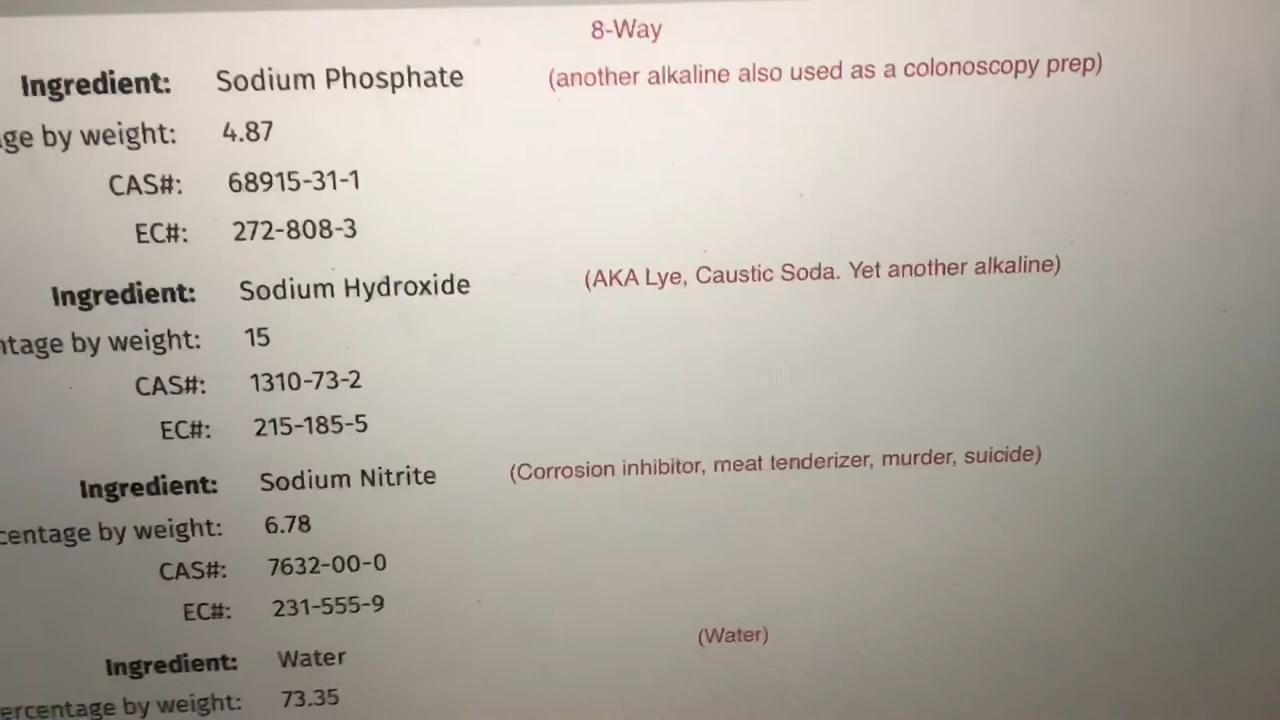 8-Way
Ingredient: Sodium Phosphate (another alkaline also used as a colonoscopy prep)
ge by weight: 4.87
CAS#: 68915-31-1
EC#: 272-808-3
Ingredient: Sodium Hydroxide (AKA Lye, Caustic Soda. Yet another alkaline)
ntage by weight: 15
CAS#: 1310-73-2
EC#: 215-185-5
Ingredient: Sodium Nitrite (Corrosion inhibitor, meat tenderizer, murder, suicide)
centage by weight: 6.78
CAS#: 7632-00-0
EC#: 231-555-9
Ingredient: Water (Water)
ercentage by weight: 73.35